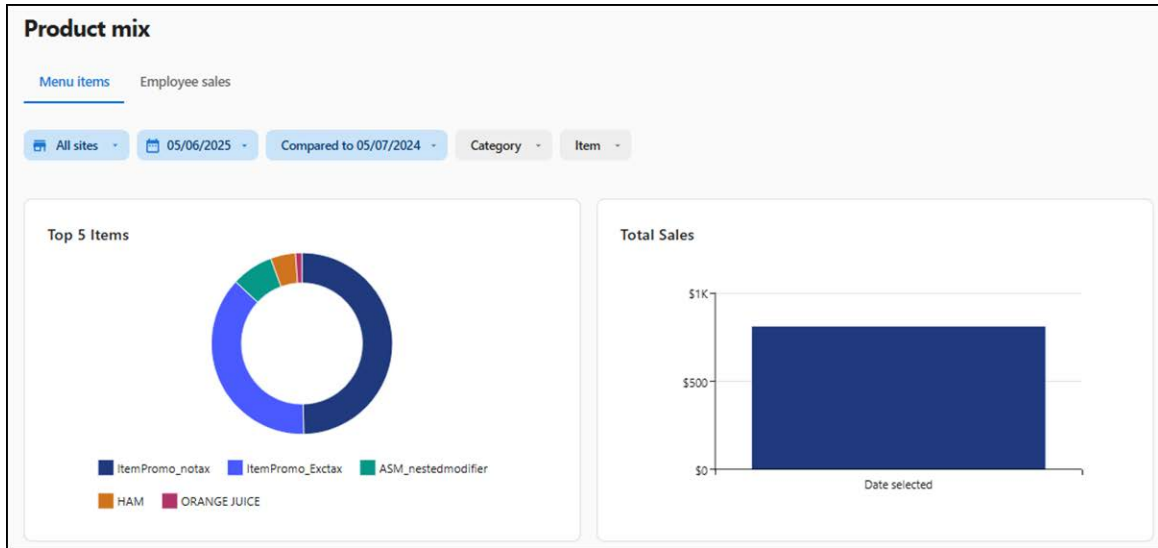 Product mix
Menu items Employee sales
All sites 05/06/2025 Compared to 05/07/2024 Category Item
Top 5 Items
ItemPromo_notax ItemPromo_Exctax ASM_nestedmodifier
HAM ORANGE JUICE
Total Sales
$1K
$500
$0
Date selected